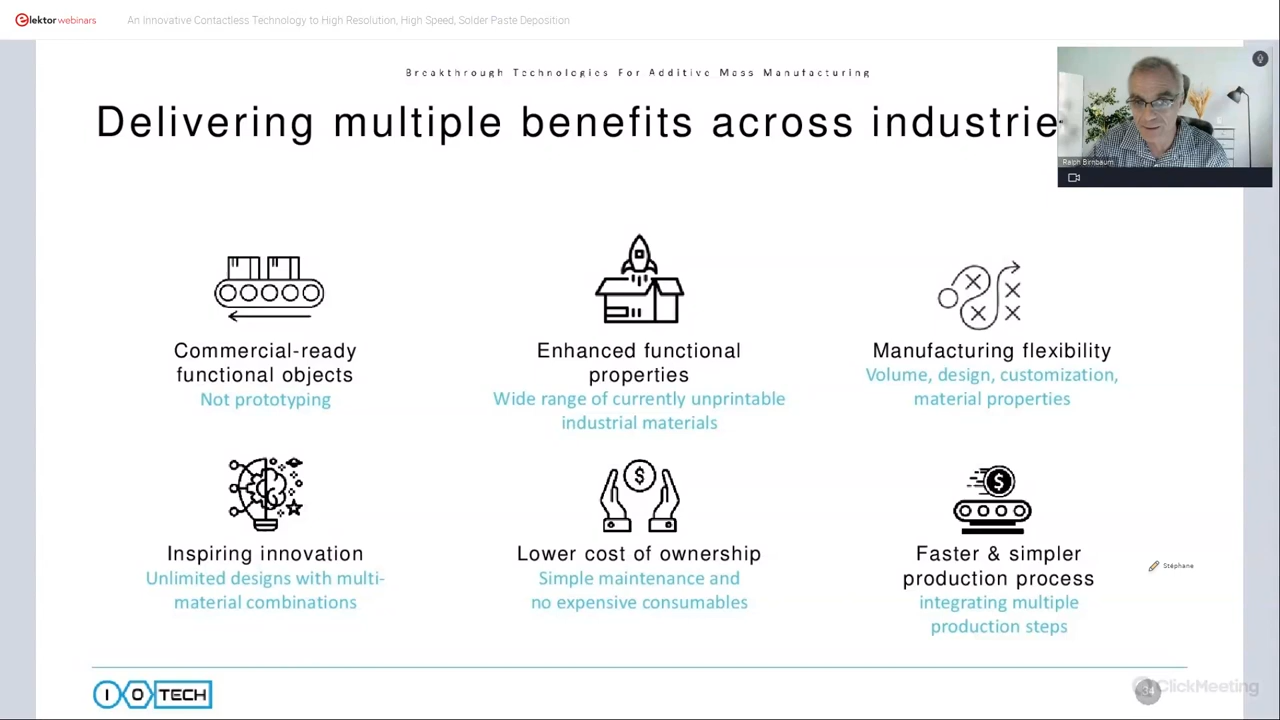 elektor webinars
An Innovative Contactless Technology to High Resolution, High Speed, Solder Paste Deposition
Breakthrough Technologies For Additive Mass Manufacturing
Delivering multiple benefits across industrie
Ralph Birnbaum
Commercial-ready
functional objects
Not prototyping
Enhanced functional
properties
Wide range of currently unprintable
industrial materials
Manufacturing flexibility
Volume, design, customization,
material properties
Inspiring innovation
Unlimited designs with multi-
material combinations
Lower cost of ownership
Simple maintenance and
no expensive consumables
Faster & simpler
production process
integrating multiple
production steps
Stéphane
I O TECH
34
ClickMeeting